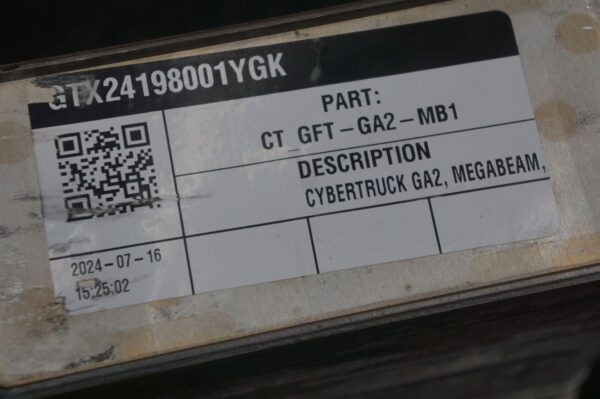 GTX24198001YGK
PART:
CT_GFT-GA2-MB1
DESCRIPTION
CYBERTRUCK GA2, MEGABEAM,
2024-07-16
15:25:02